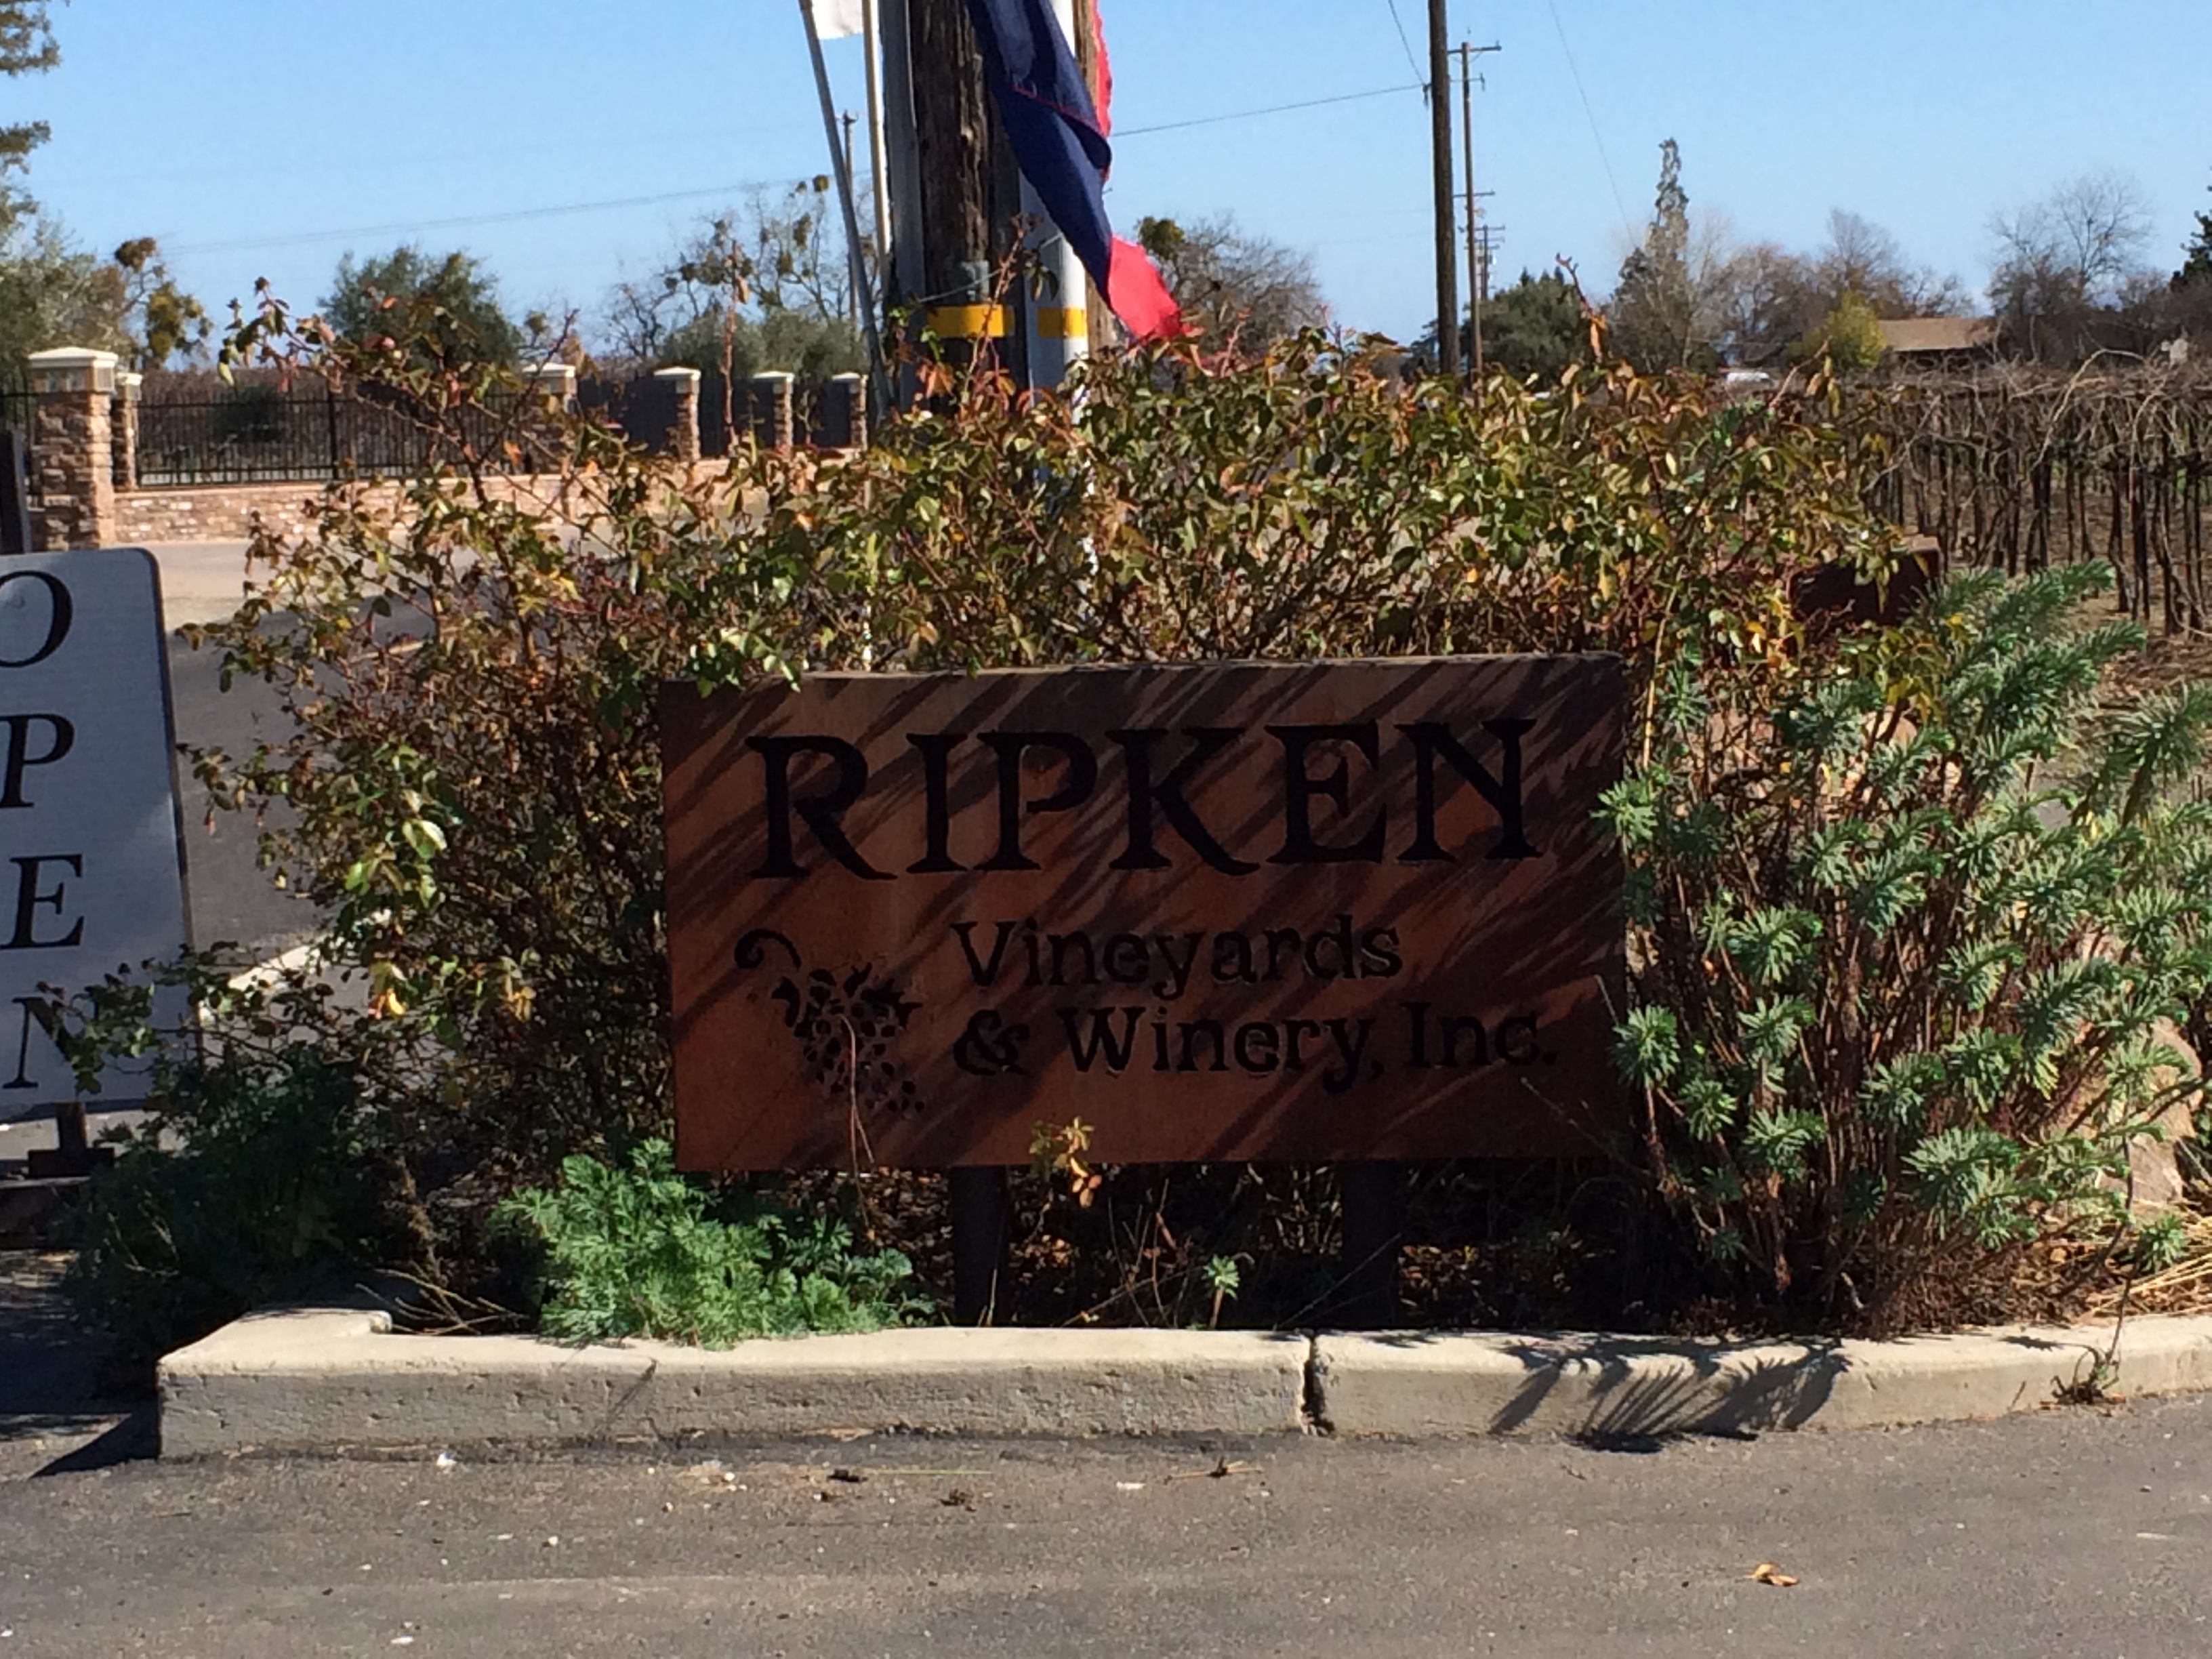 O
P
E
N
RIPKEN
Vineyards
& Winery, Inc.